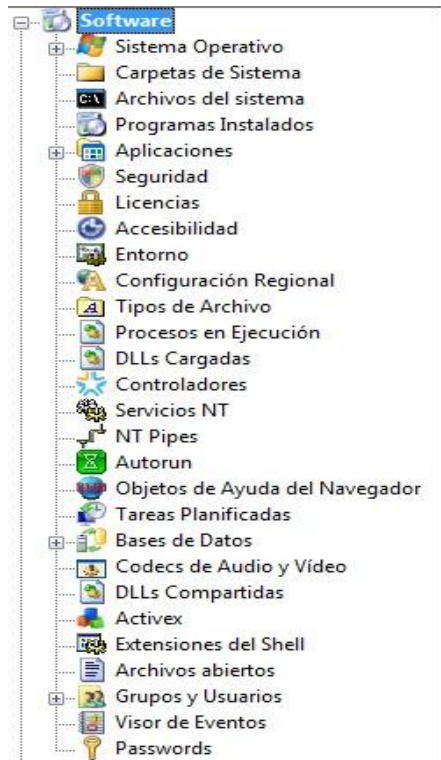 Software
Sistema Operativo
Carpetas de Sistema
C:\ Archivos del sistema
Programas Instalados
Aplicaciones
Seguridad
Licencias
Accesibilidad
Entorno
Configuración Regional
Tipos de Archivo
Procesos en Ejecución
DLLs Cargadas
Controladores
Servicios NT
NT Pipes
Autorun
Objetos de Ayuda del Navegador
Tareas Planificadas
Bases de Datos
Codecs de Audio y Vídeo
DLLs Compartidas
Activex
Extensiones del Shell
Archivos abiertos
Grupos y Usuarios
Visor de Eventos
Passwords